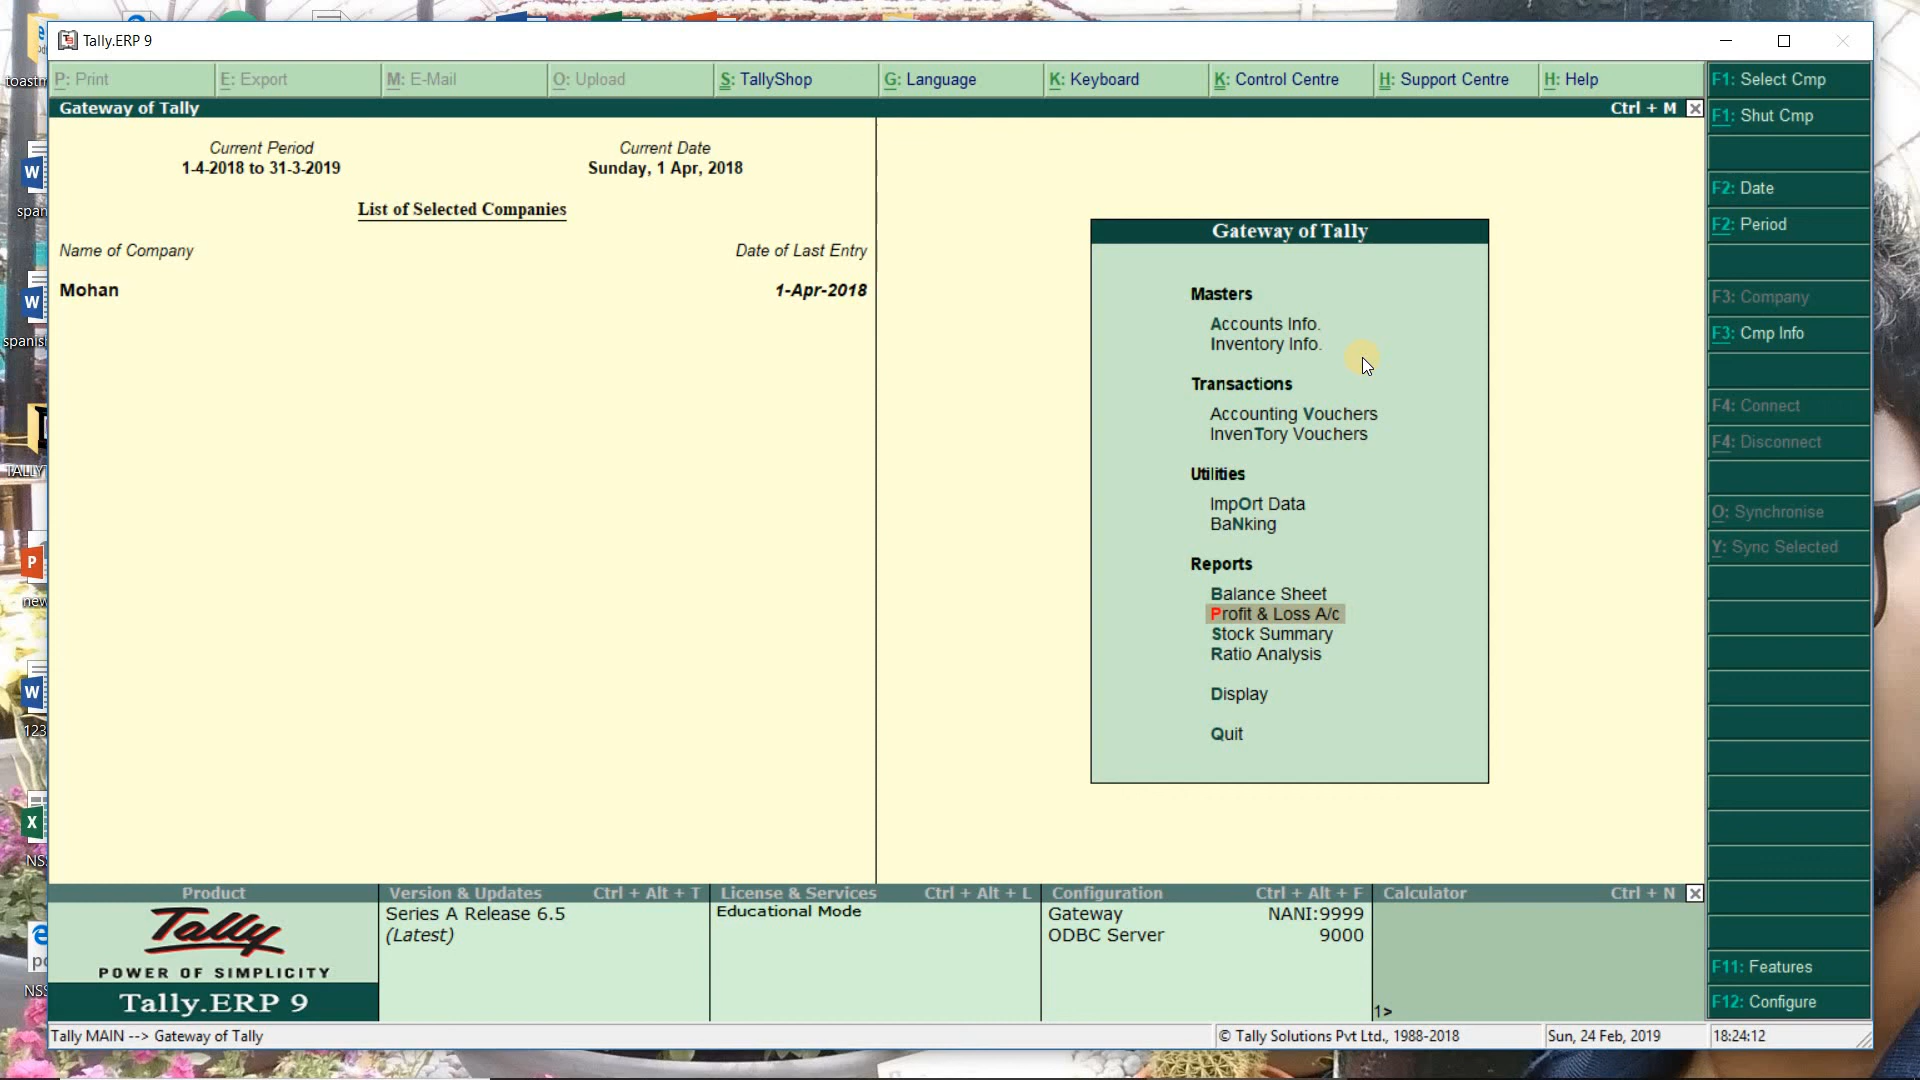 Tally.ERP 9
P: Print
E: Export
M: E-Mail
O: Upload
S: TallyShop
G: Language
K: Keyboard
K: Control Centre
H: Support Centre
H: Help
Gateway of Tally
Ctrl + M
Current Period
1-4-2018 to 31-3-2019
Current Date
Sunday, 1 Apr, 2018
List of Selected Companies
Name of Company
Date of Last Entry
Mohan
1-Apr-2018
Gateway of Tally
Masters
Accounts Info.
Inventory Info.
Transactions
Accounting Vouchers
InvenTory Vouchers
Utilities
ImpOrt Data
BaNking
Reports
Balance Sheet
Profit & Loss A/c
Stock Summary
Ratio Analysis
Display
Quit
F1: Select Cmp
F1: Shut Cmp
F2: Date
F2: Period
F3: Company
F3: Cmp Info
F4: Connect
F4: Disconnect
O: Synchronise
Y: Sync Selected
F11: Features
F12: Configure
Product
Tally
POWER OF SIMPLICITY
Tally.ERP 9
Version & Updates
Ctrl + Alt + T
Series A Release 6.5
(Latest)
License & Services
Ctrl + Alt + L
Educational Mode
Configuration
Ctrl + Alt + F
Gateway
NANI:9999
ODBC Server
9000
Calculator
Ctrl + N
1>
Tally MAIN --> Gateway of Tally
© Tally Solutions Pvt Ltd., 1988-2018
Sun, 24 Feb, 2019
18:24:12
toastm
span
spanis
TALLY
new
123
NS
NSS